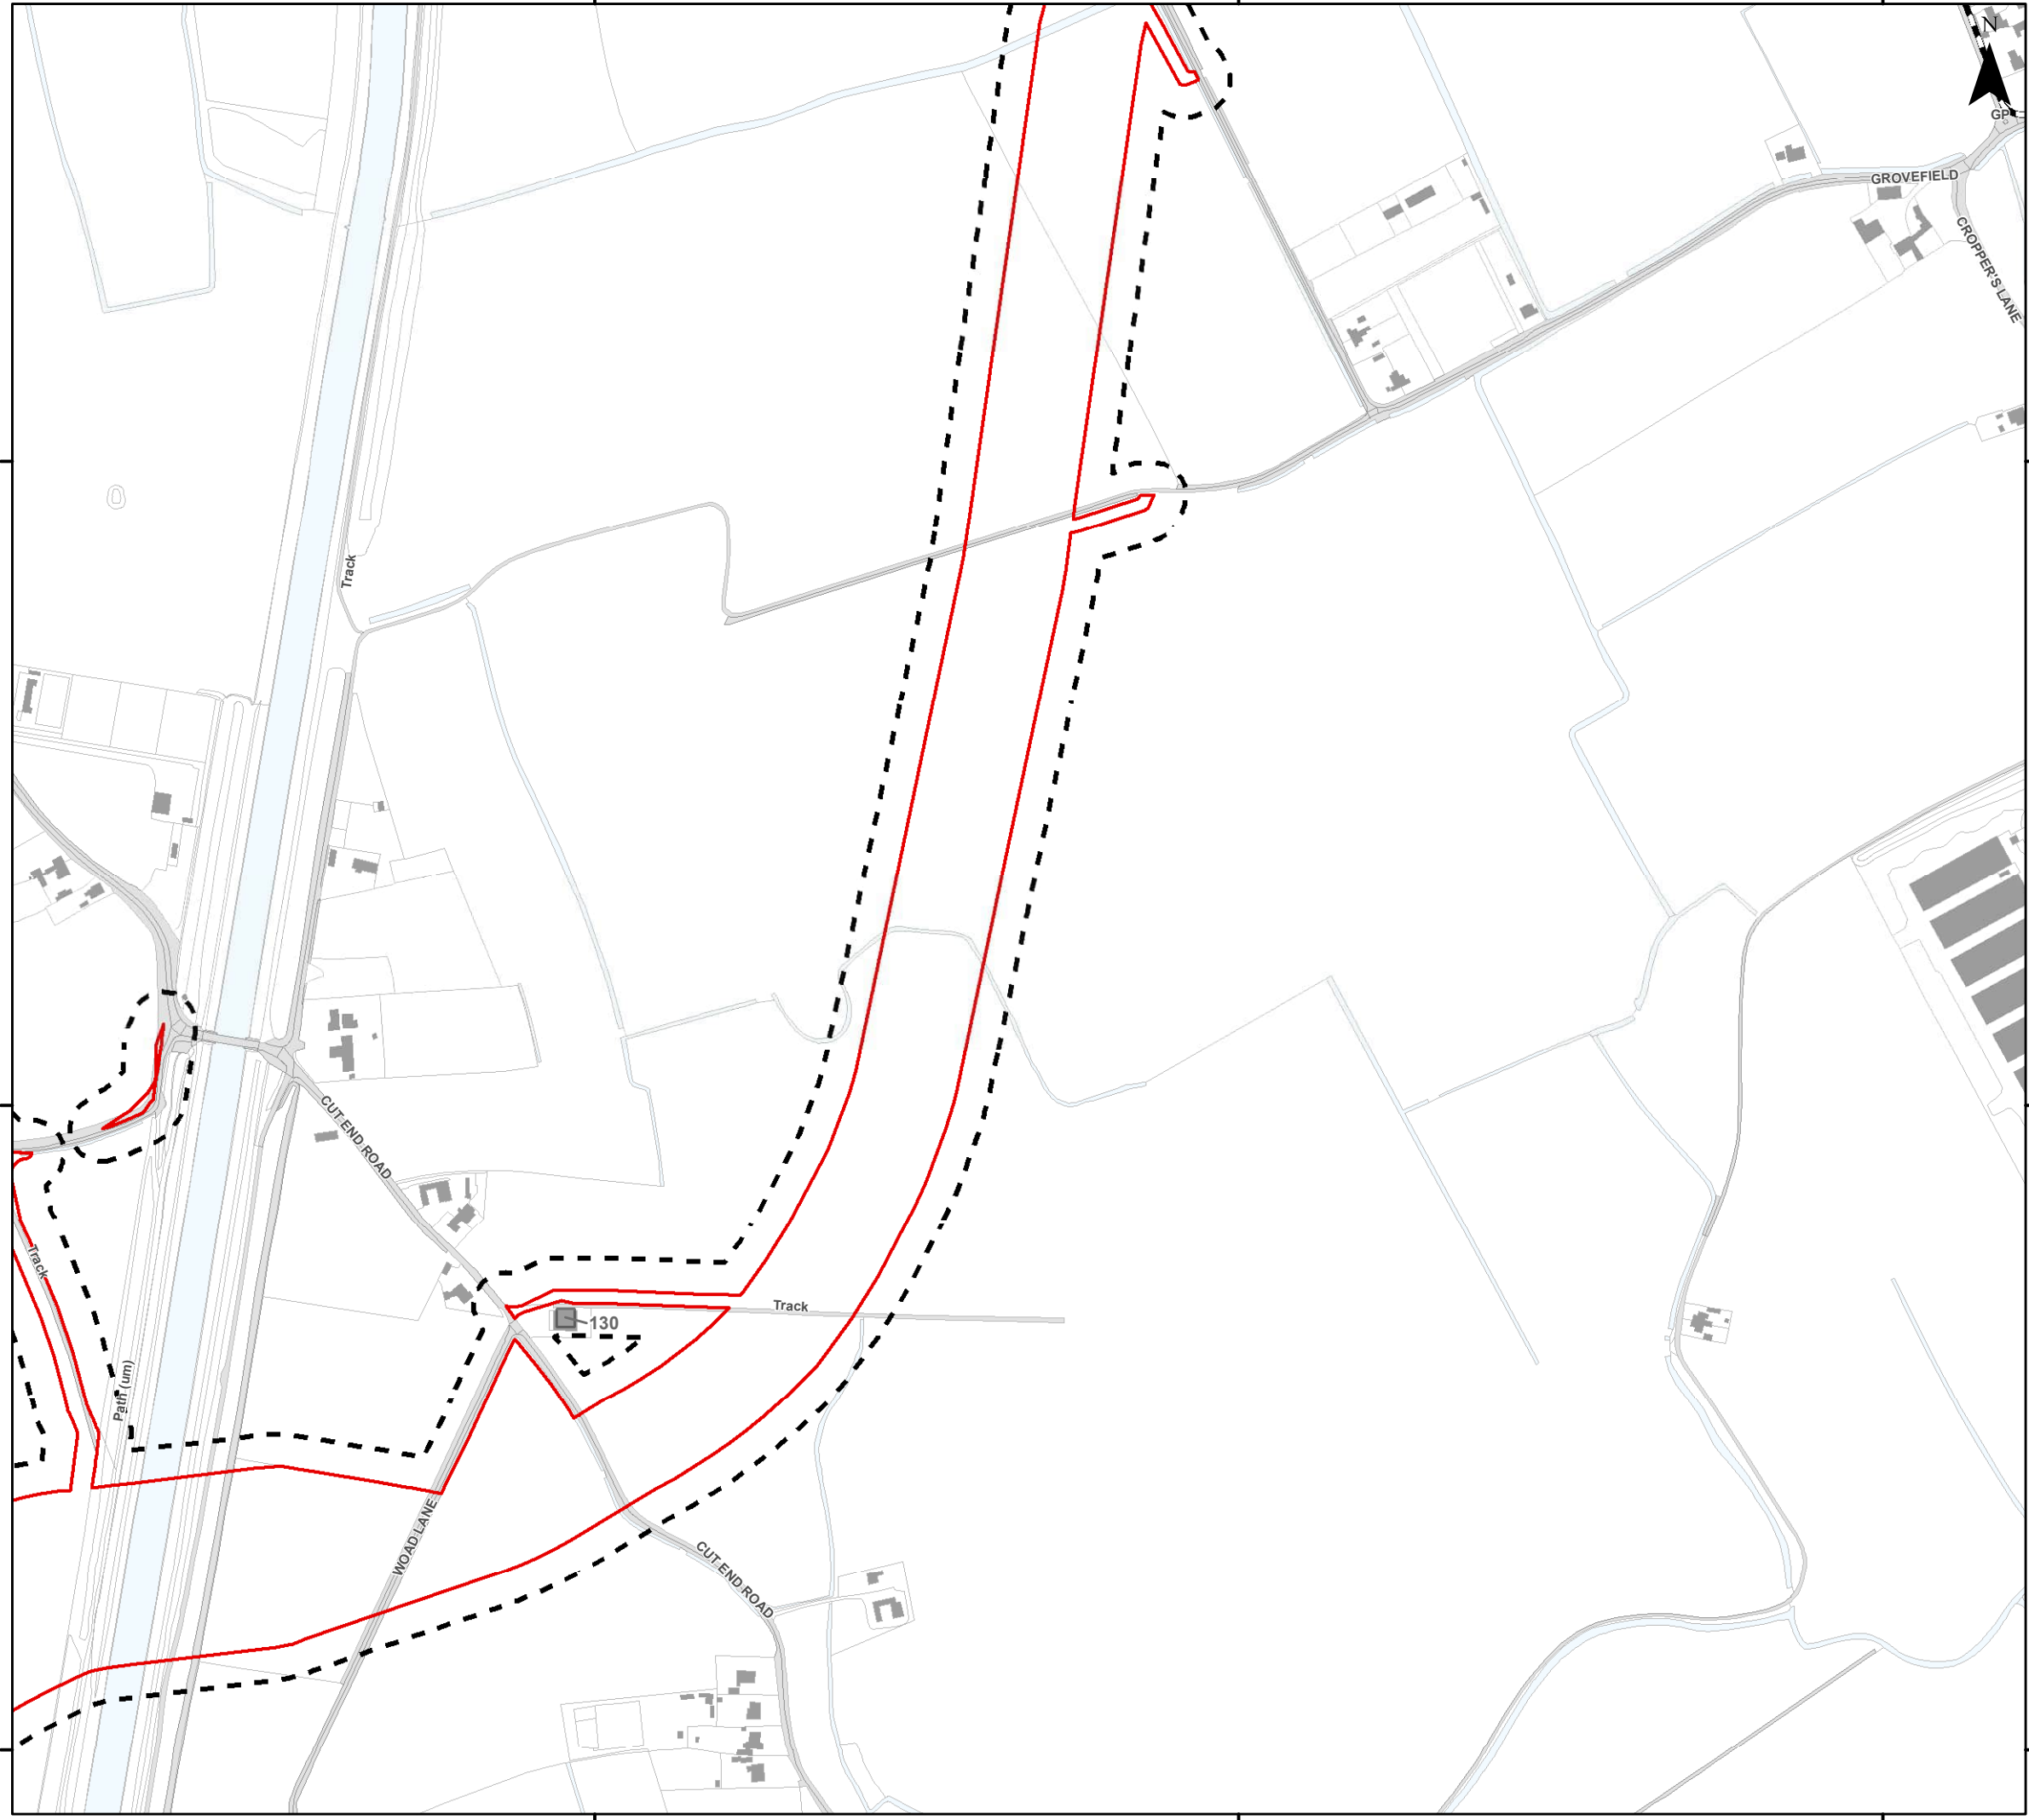 N
GP
GROVEFIELD
CROPPER'S LANE
Track
CUT END ROAD
Track
Track
130
Path (um)
WOAD LANE
CUT END ROAD